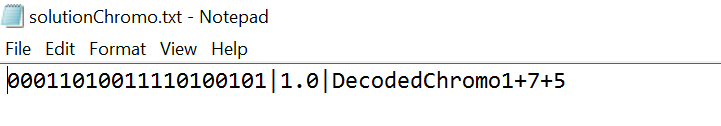 solutionChromo.txt - Notepad
File Edit Format View Help
00011010011110100101|1.0|DecodedChromo1+7+5